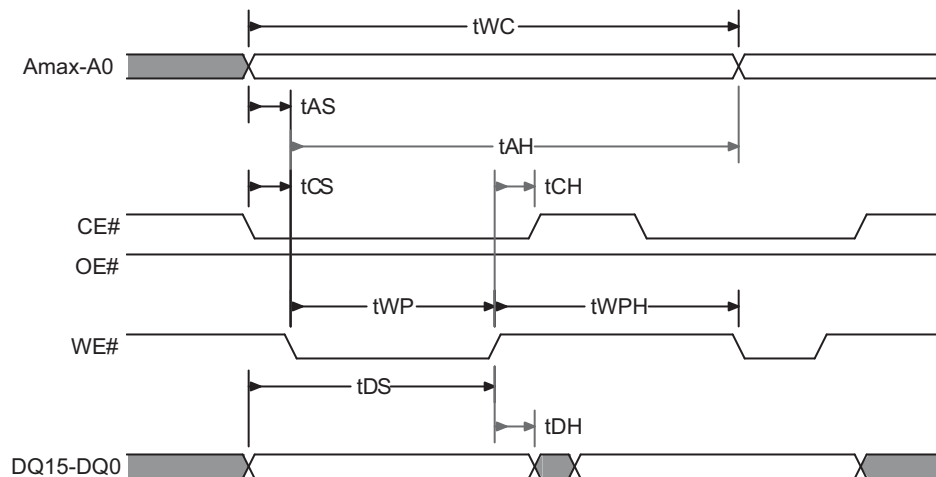 tWC
Amax-A0
tAS
tAH
tCS
tCH
CE#
OE#
tWP
tWPH
WE#
tDS
tDH
DQ15-DQ0